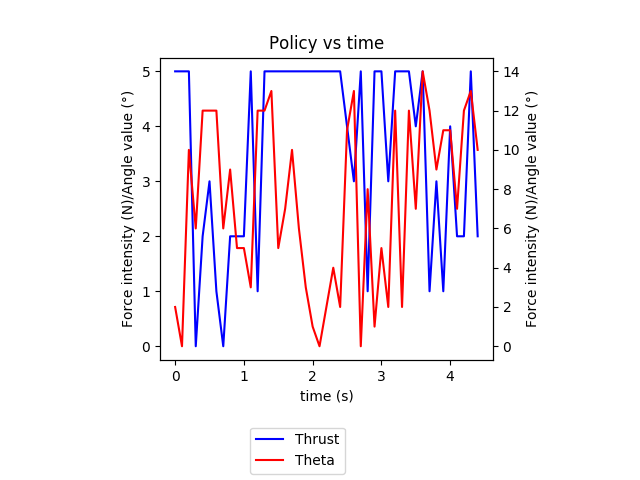 Policy vs time
Force intensity (N)/Angle value (°)
5
4
3
2
1
0
14
12
10
8
6
4
2
0
Force intensity (N)/Angle value (°)
0 1 2 3 4
time (s)
Thrust
Theta